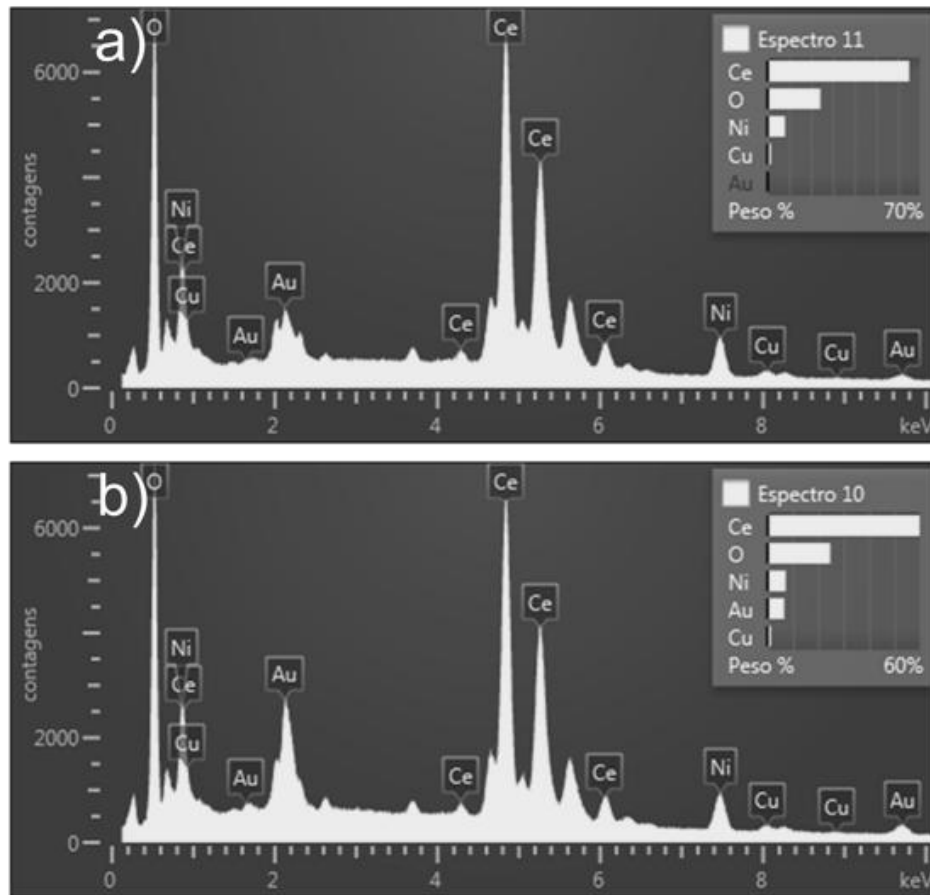 a)
O
Ce
Espectro 11
6000
Ce
O
Ni
Cu
Au
Peso % 70%
Ce
contagens
Ni
Ce
Cu
2000
Au
Au
Ce
Ce
Ni
Cu
Cu
Au
0
0 2 4 6 8 keV
b)
O
Ce
Espectro 10
6000
Ce
O
Ni
Au
Cu
Peso % 60%
Ce
contagens
Ni
Ce
Cu
2000
Au
Au
Ce
Ce
Ni
Cu
Cu
Au
0
0 2 4 6 8 keV